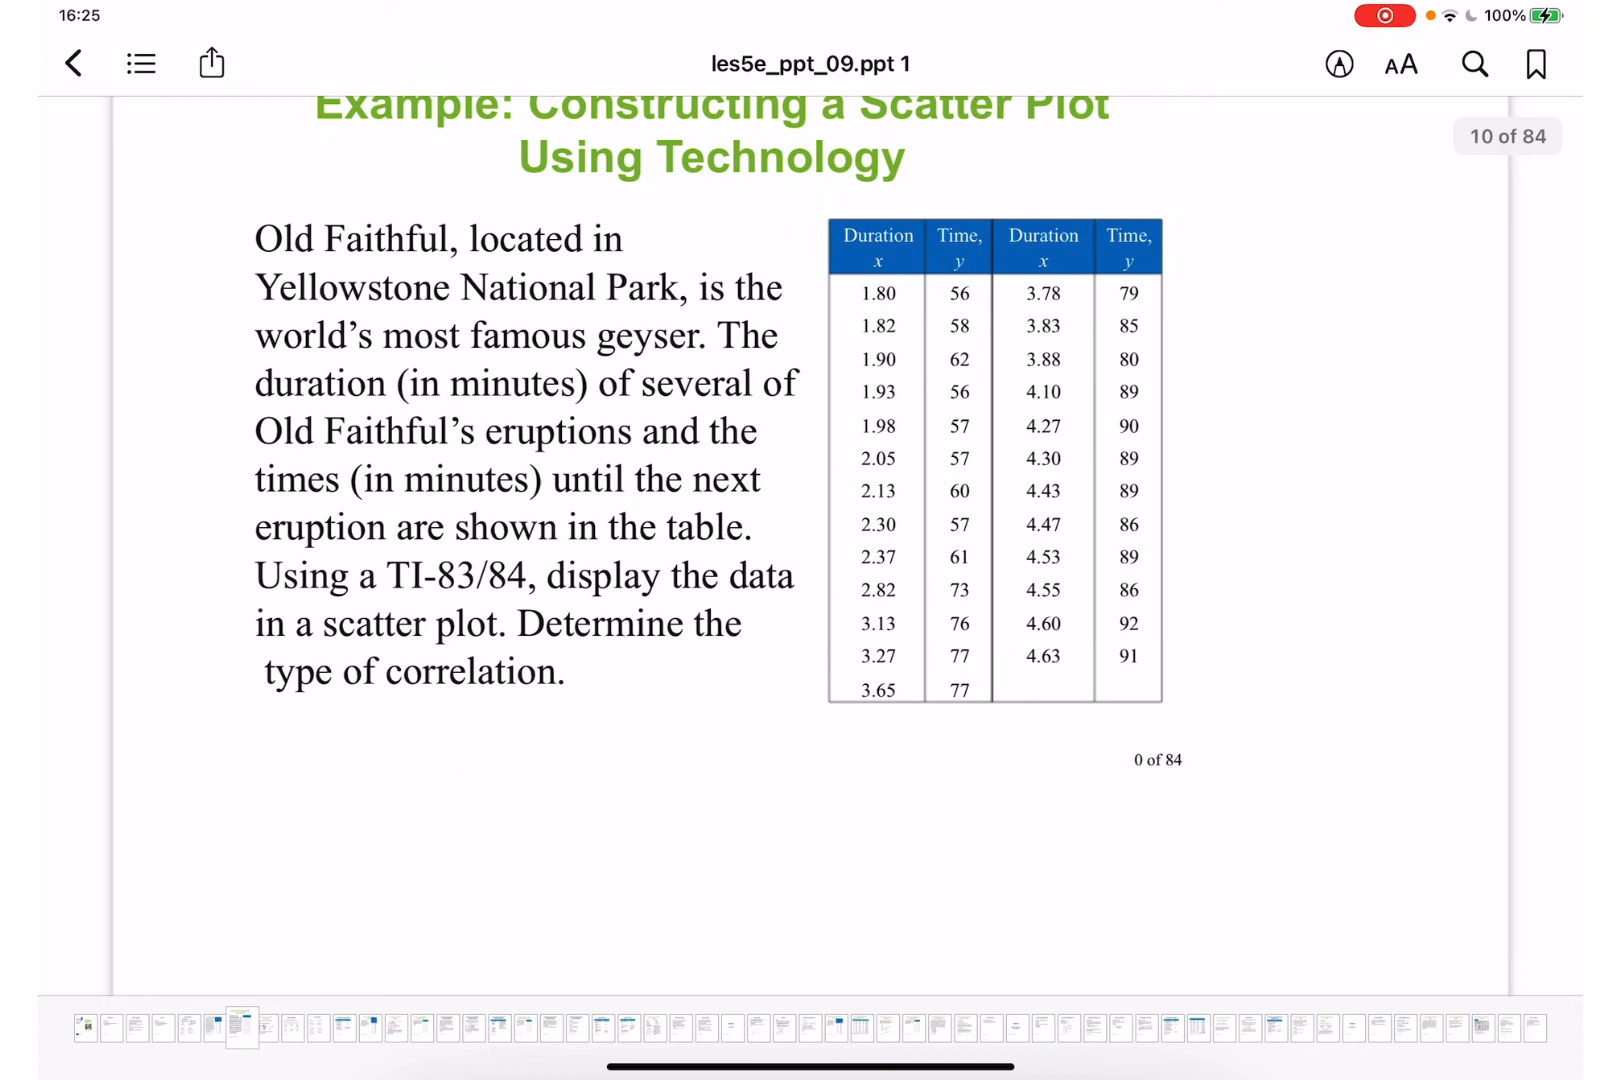 16:25
100%
les5e_ppt_09.ppt 1
AA
Example: Constructing a Scatter Plot
Using Technology
10 of 84
Old Faithful, located in
Yellowstone National Park, is the
world’s most famous geyser. The
duration (in minutes) of several of
Old Faithful’s eruptions and the
times (in minutes) until the next
eruption are shown in the table.
Using a TI-83/84, display the data
in a scatter plot. Determine the
type of correlation.
Duration x Time, y Duration x Time, y
1.80 56 3.78 79
1.82 58 3.83 85
1.90 62 3.88 80
1.93 56 4.10 89
1.98 57 4.27 90
2.05 57 4.30 89
2.13 60 4.43 89
2.30 57 4.47 86
2.37 61 4.53 89
2.82 73 4.55 86
3.13 76 4.60 92
3.27 77 4.63 91
3.65 77
0 of 84